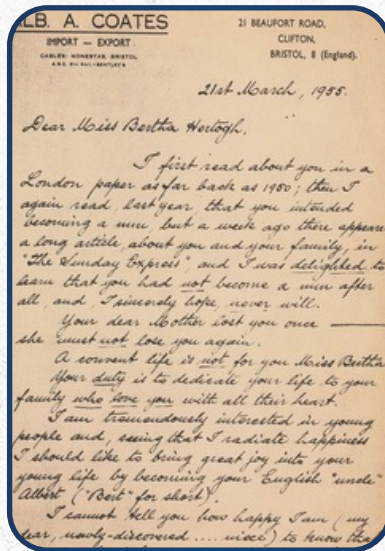 LB. A. COATES
IMPORT — EXPORT
CABLES: HONESTAS, BRISTOL
21 BEAUFORT ROAD,
CLIFTON,
BRISTOL, 8 (England).
21st March, 1955.
Dear Miss Bertha Hertogh,
I first read about you in a
London paper as far back as 1950; then I
again read, last year, that you intended
becoming a nun, but a week ago there appeare
a long article, about you and your family, in
"The Sunday Express", and I was delighted to
learn that you had not become a nun after
all, and, I sincerely hope, never will.
Your dear Mother lost you once —
she must not lose you again.
A convent life is not for you Miss Bertha
Your duty is to dedicate your life to your
family who love you with all their heart.
I am tremendously interested in young
people and, seeing that I radiate happiness
I should like to bring great joy into your
young life by becoming your English "uncle"
Albert ("Bert" for short).
I cannot tell you how happy I am (my
dear, newly-discovered .... niece) to know tha